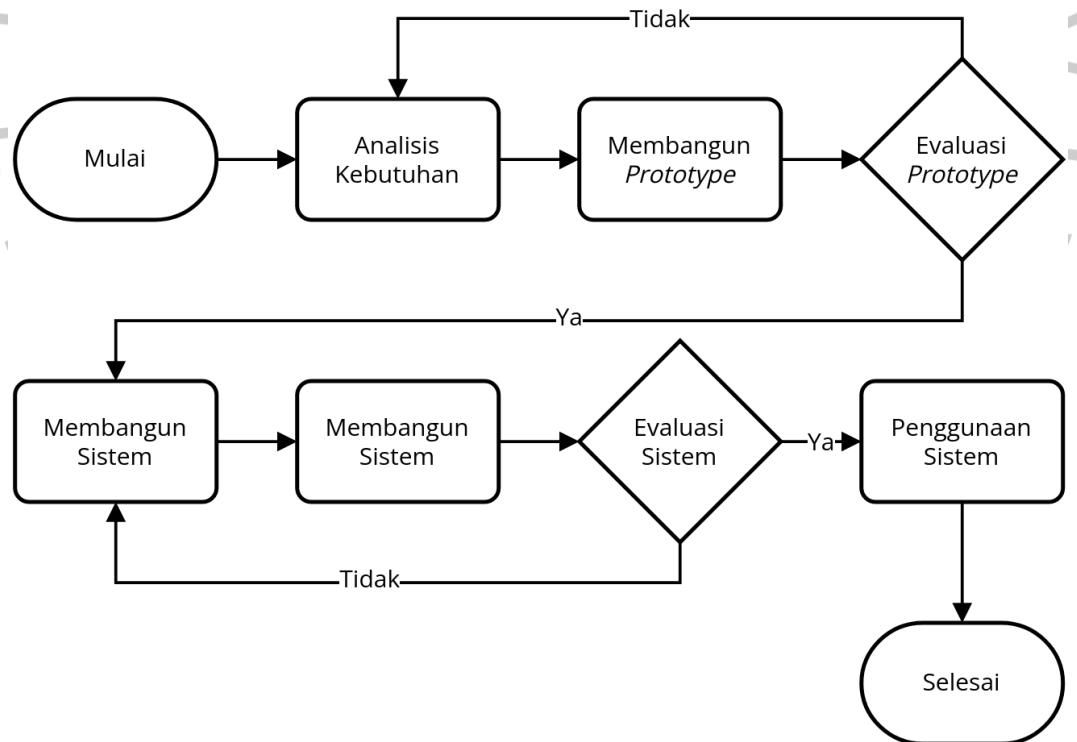 Tidak
Mulai
Analisis
Kebutuhan
Membangun
Prototype
Evaluasi
Prototype
Ya
Membangun
Sistem
Membangun
Sistem
Evaluasi
Sistem
Ya
Penggunaan
Sistem
Tidak
Selesai